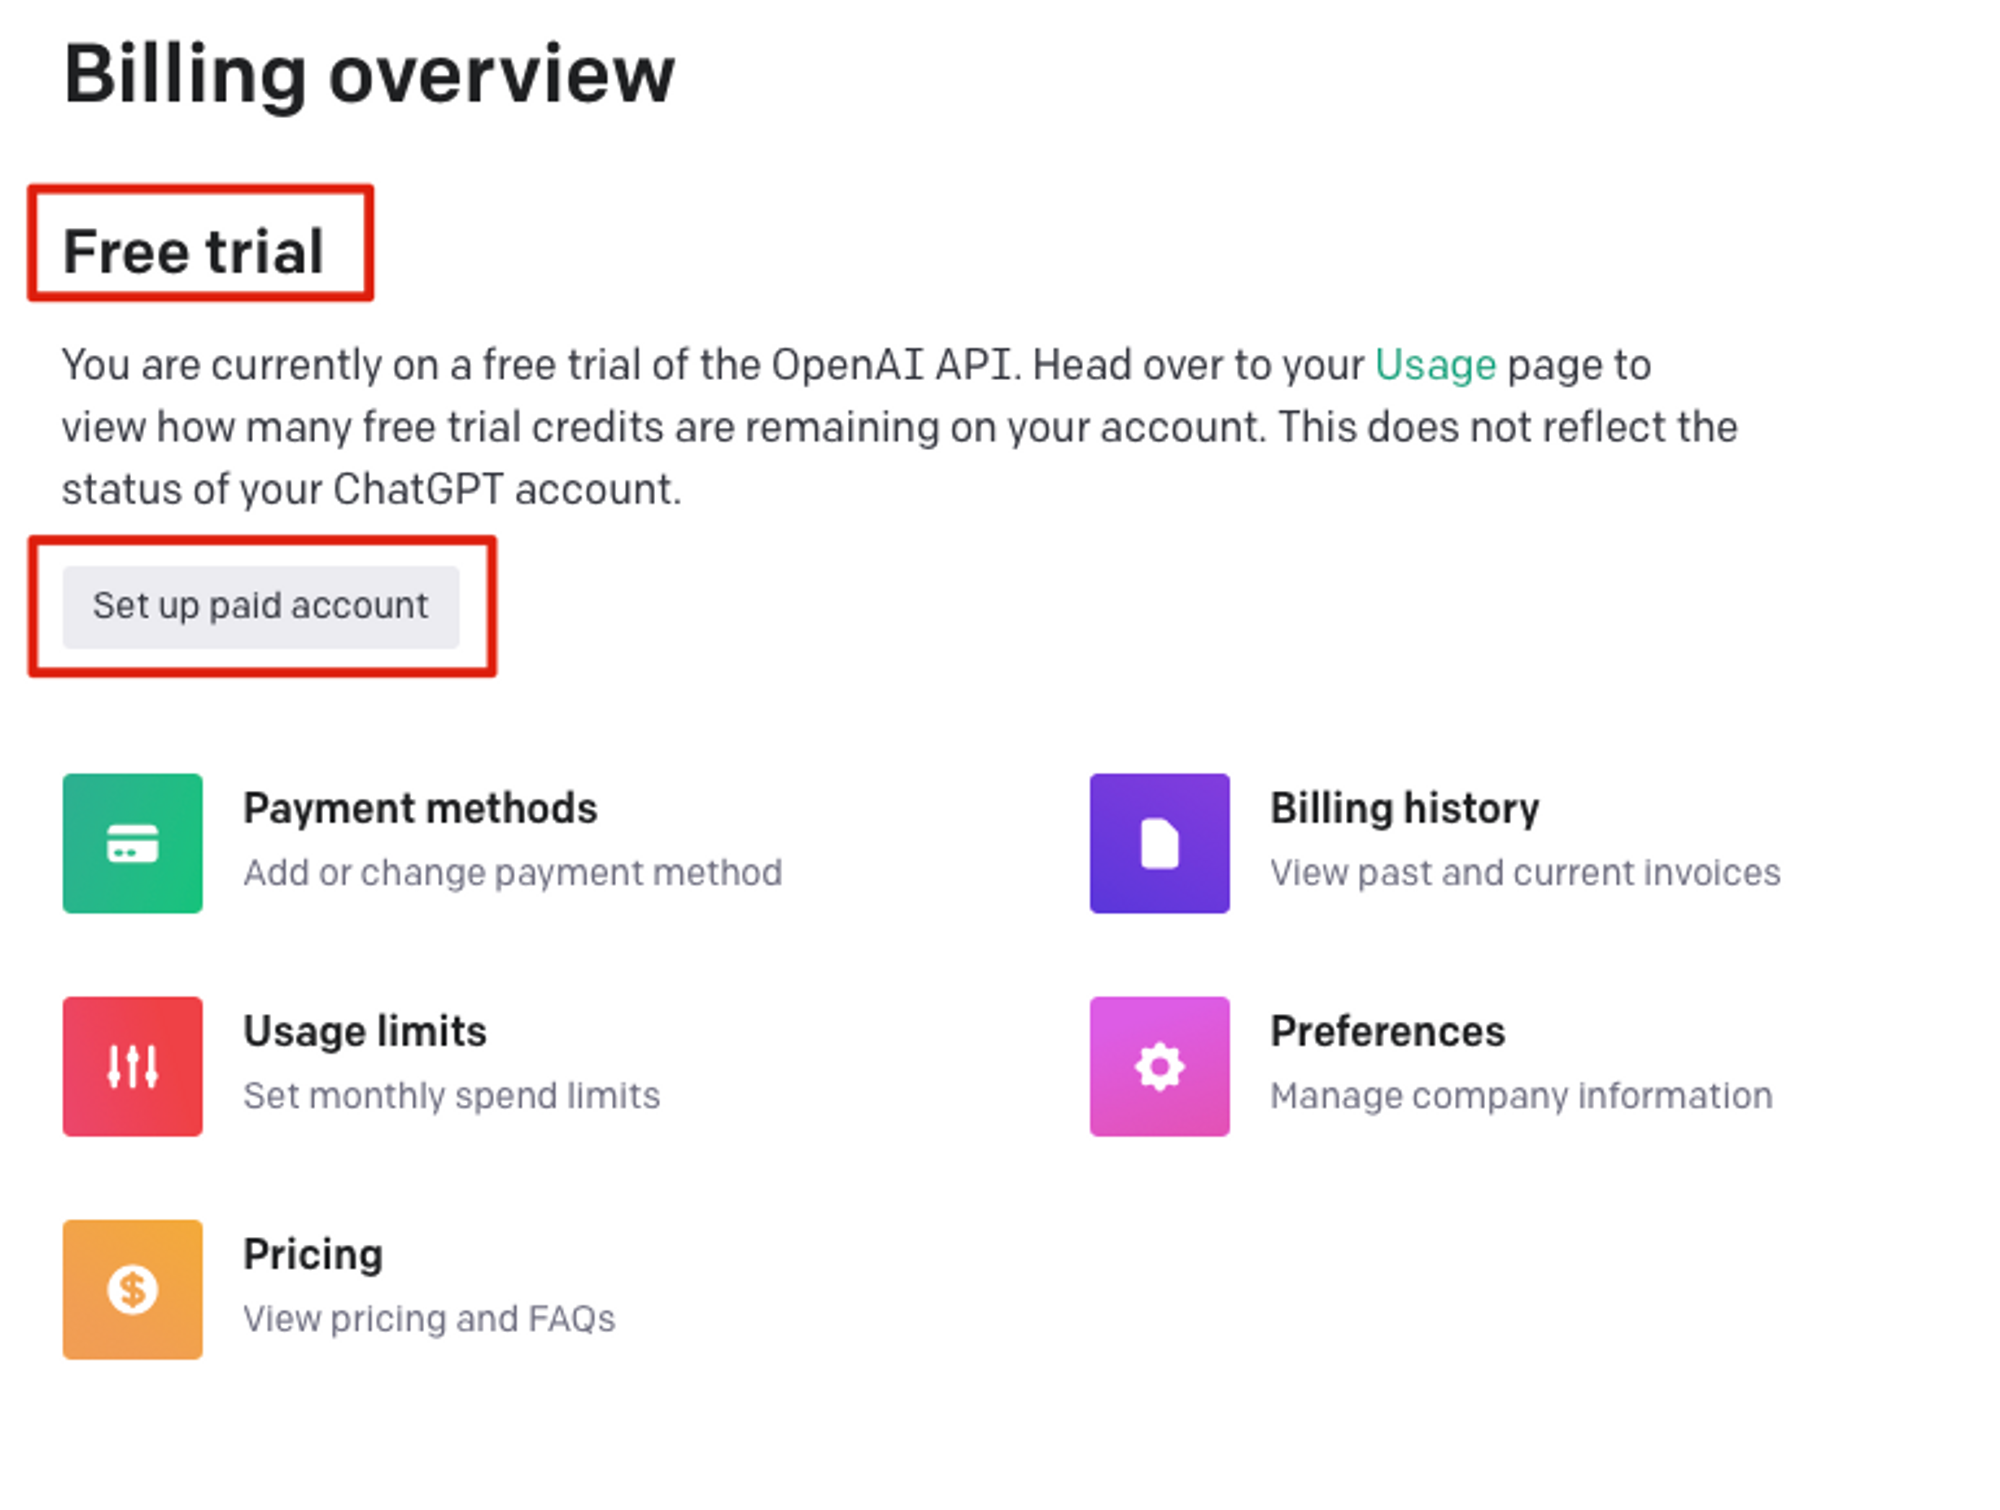 Billing overview
Free trial
You are currently on a free trial of the OpenAI API. Head over to your Usage page to
view how many free trial credits are remaining on your account. This does not reflect the
status of your ChatGPT account.
Set up paid account
Payment methods
Add or change payment method
Billing history
View past and current invoices
Usage limits
Set monthly spend limits
Preferences
Manage company information
Pricing
View pricing and FAQs